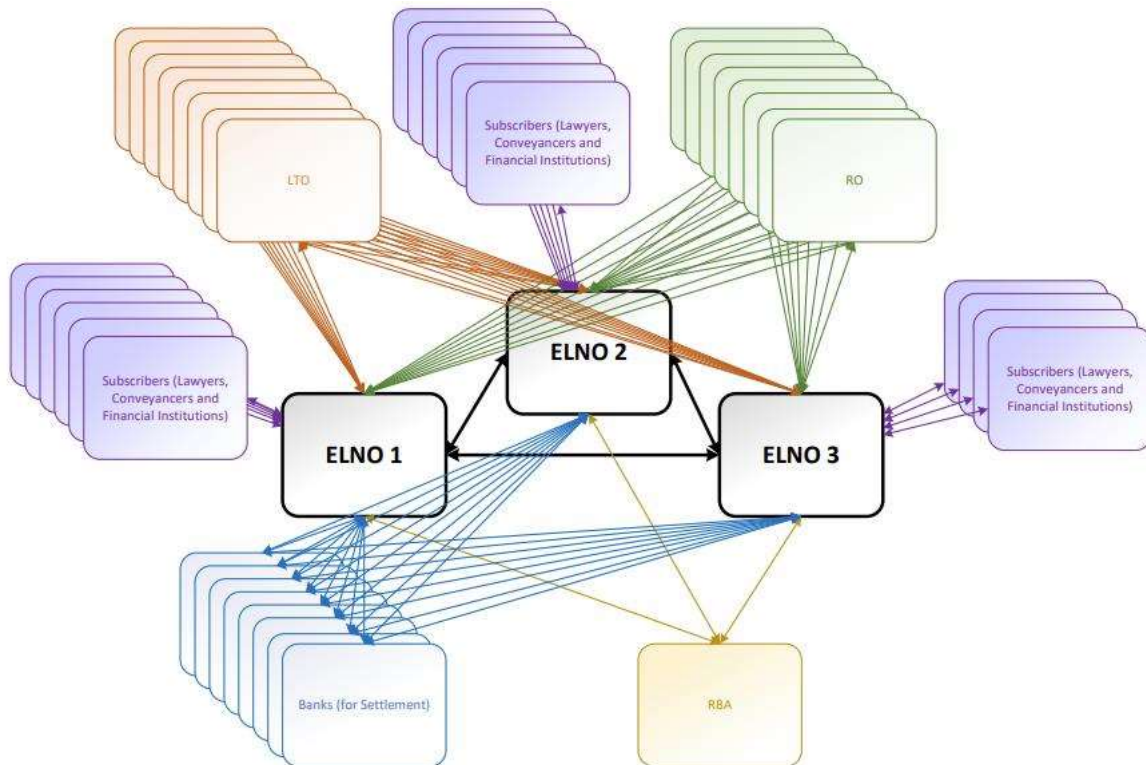 Subscribers (Lawyers,
Conveyancers and
Financial Institutions)
LTO
RO
ELNO 2
Subscribers (Lawyers,
Conveyancers and
Financial Institutions)
Subscribers (Lawyers,
Conveyancers and
Financial Institutions)
ELNO 1
ELNO 3
Banks (for Settlement)
RBA